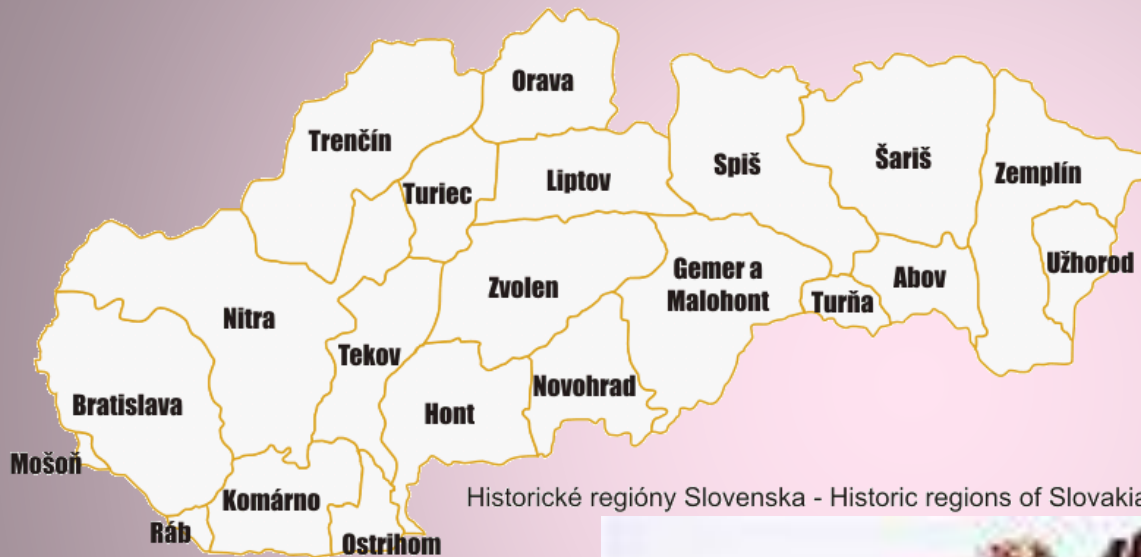 Orava
Trenčín
Šariš
Spiš
Zemplín
Liptov
Turiec
Užhorod
Gemer a
Malohont
Abov
Zvolen
Turňa
Nitra
Tekov
Novohrad
Bratislava
Hont
Mošoň
Komárno
Historické regióny Slovenska - Historic regions of Slovakia
Ráb
Ostrihom